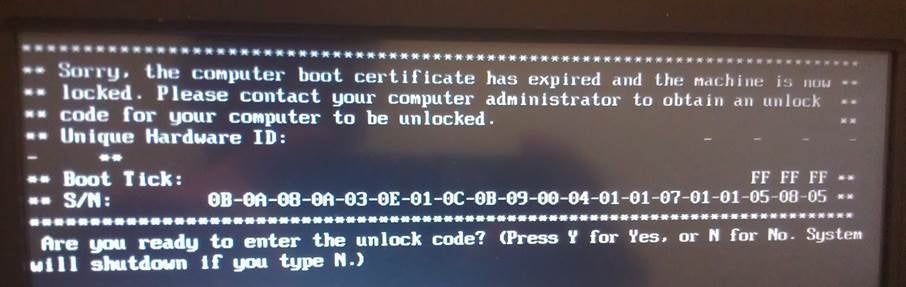 **********************************************************************
** Sorry, the computer boot certificate has expired and the machine is now **
** locked. Please contact your computer administrator to obtain an unlock **
** code for your computer to be unlocked. **
** Unique Hardware ID: - - - -
- **
** Boot Tick: FF FF FF **
** S/N: 0B-0A-08-0A-03-0E-01-0C-0B-09-00-04-01-01-07-01-01-05-08-05 **
**********************************************************************
Are you ready to enter the unlock code? (Press Y for Yes, or N for No. System
will shutdown if you type N.)